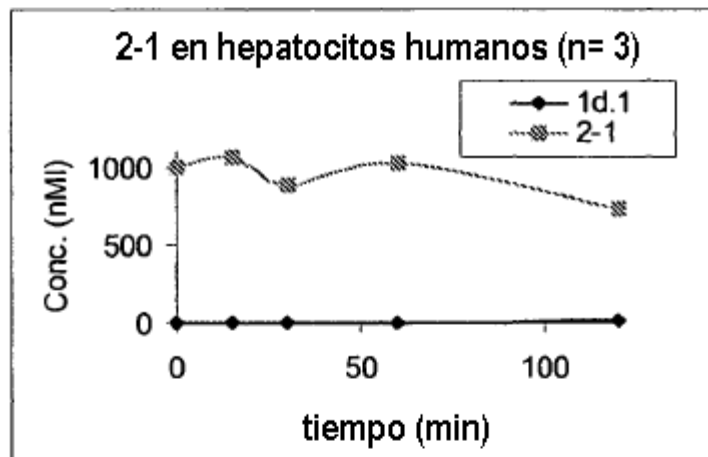 2-1 en hepatocitos humanos (n= 3)
1d.1
2-1
Conc. (nMl)
1000
500
0
0 50 100
tiempo (min)